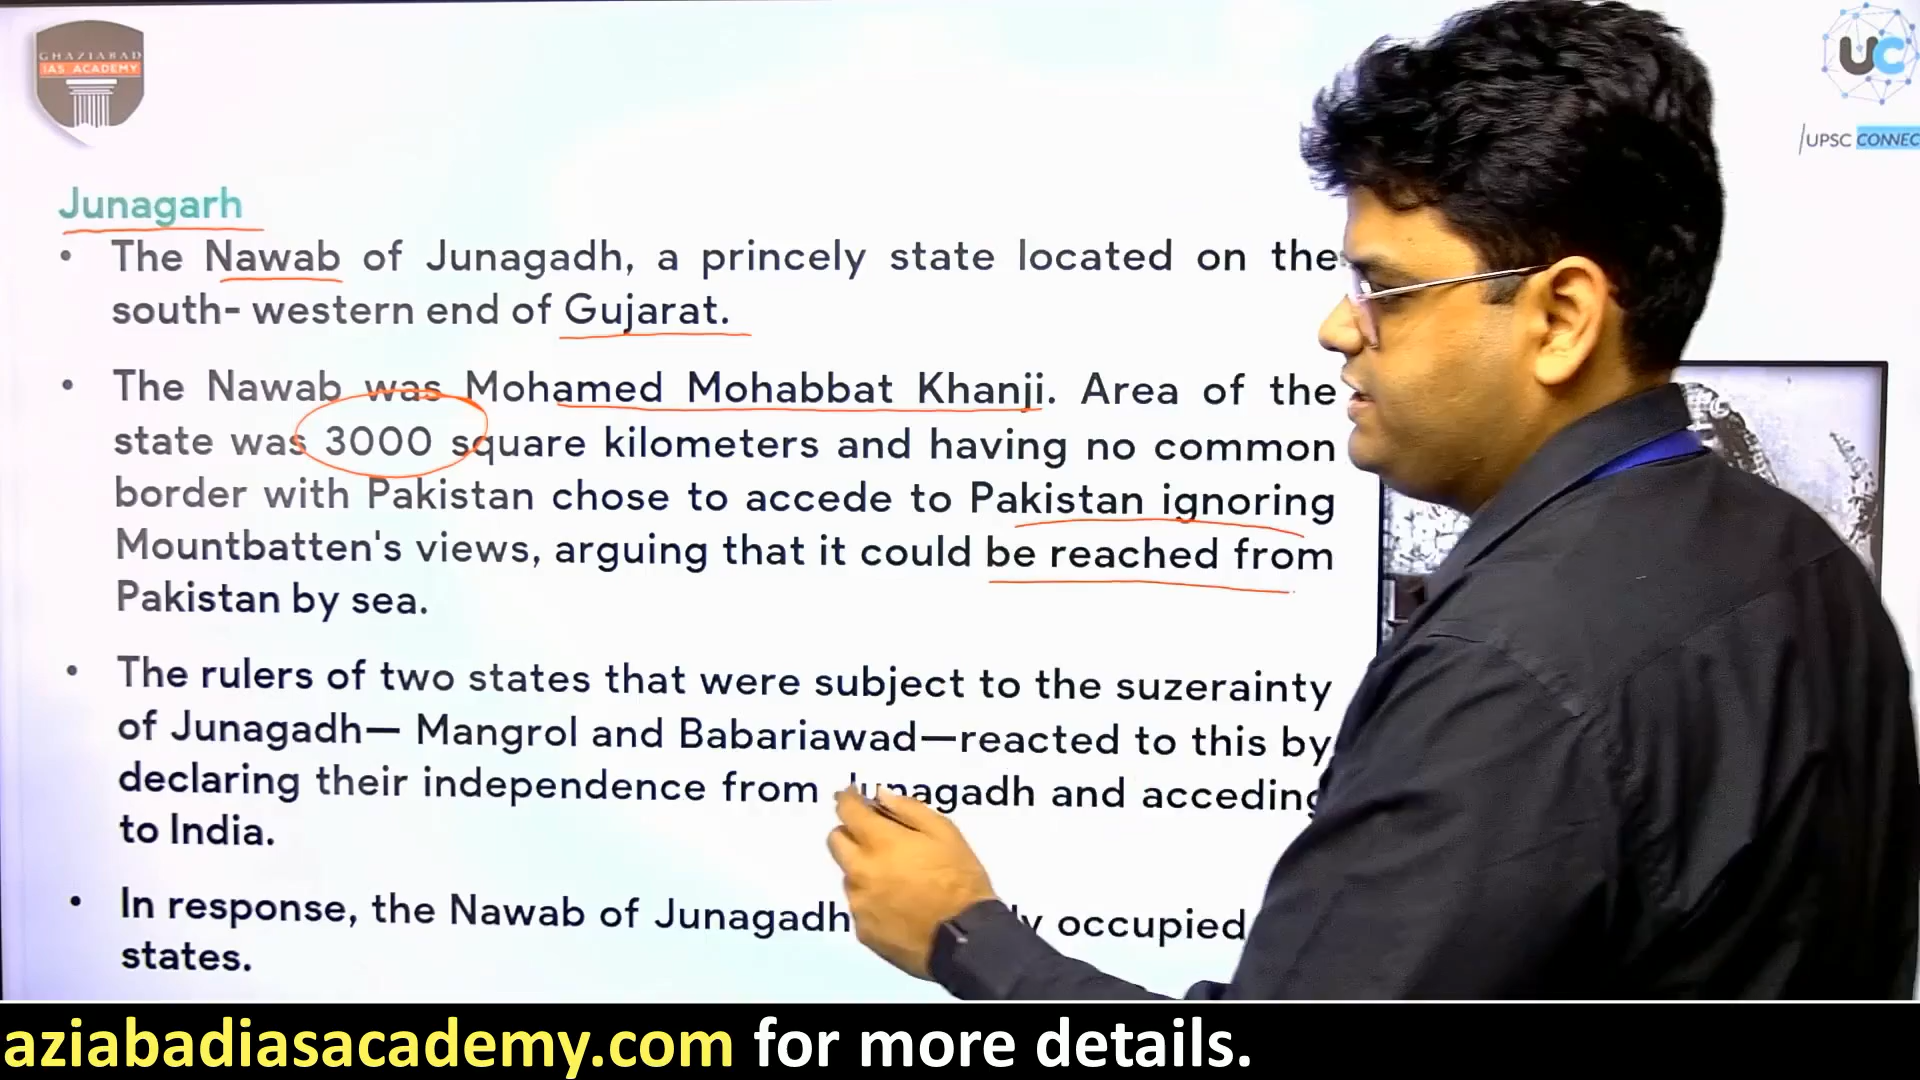 GHAZIABAD
IAS ACADEMY
UC
UPSC CONNEC
Junagarh
• The Nawab of Junagadh, a princely state located on the
south- western end of Gujarat.
• The Nawab was Mohamed Mohabbat Khanji. Area of the
state was 3000 square kilometers and having no common
border with Pakistan chose to accede to Pakistan ignoring
Mountbatten's views, arguing that it could be reached from
Pakistan by sea.
• The rulers of two states that were subject to the suzerainty
of Junagadh— Mangrol and Babariawad—reacted to this by
declaring their independence from Junagadh and acceding
to India.
• In response, the Nawab of Junagadh occupied
states.
aziabadiasacademy.com for more details.